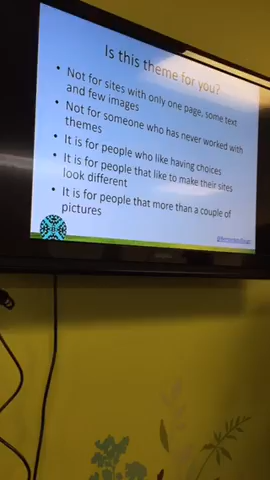 Is this theme for you?
• Not for sites with only one page, some text
and few images
• Not for someone who has never worked with
themes
• It is for people who like having choices
• It is for people that like to make their sites
look different
• It is for people that more than a couple of
pictures